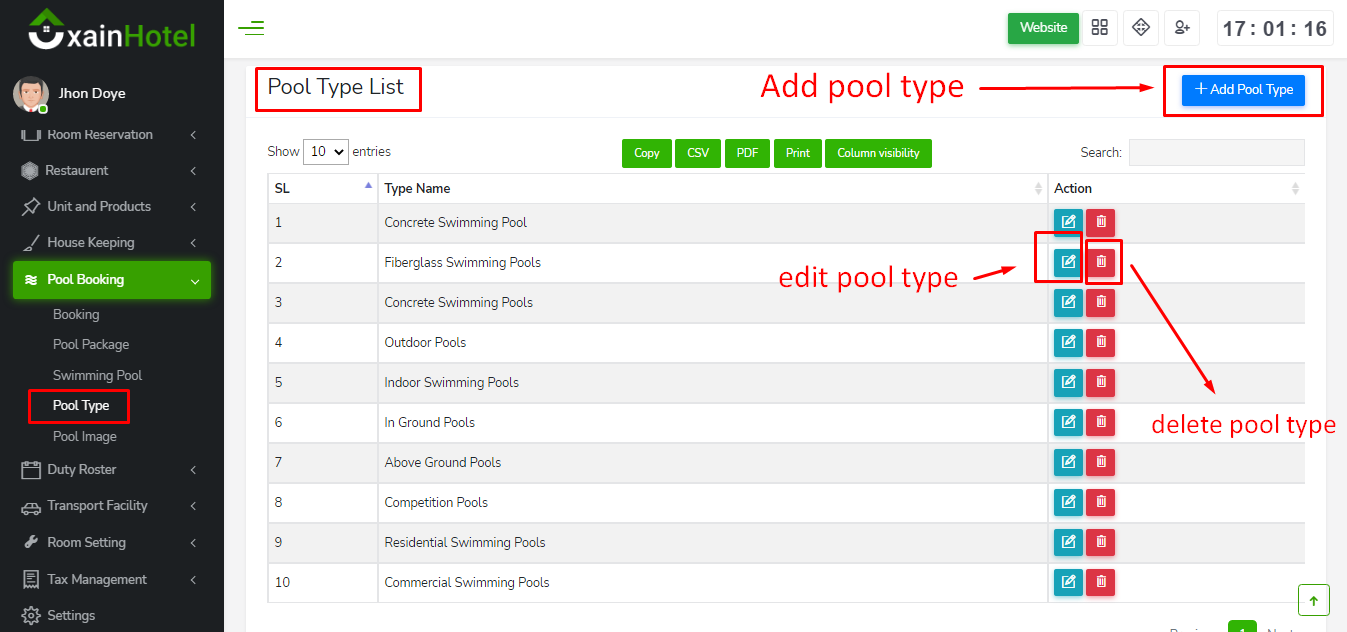 xainHotel
Website
17 : 01 : 16
Jhon Doye
Room Reservation
Restaurent
Unit and Products
House Keeping
Pool Booking
Booking
Pool Package
Swimming Pool
Pool Type
Pool Image
Duty Roster
Transport Facility
Room Setting
Tax Management
Settings
Pool Type List
Add pool type
+ Add Pool Type
Show 10 entries
Copy CSV PDF Print Column visibility
Search:
SL Type Name Action
1 Concrete Swimming Pool
2 Fiberglass Swimming Pools
edit pool type
3 Concrete Swimming Pools
4 Outdoor Pools
5 Indoor Swimming Pools
6 In Ground Pools
delete pool type
7 Above Ground Pools
8 Competition Pools
9 Residential Swimming Pools
10 Commercial Swimming Pools